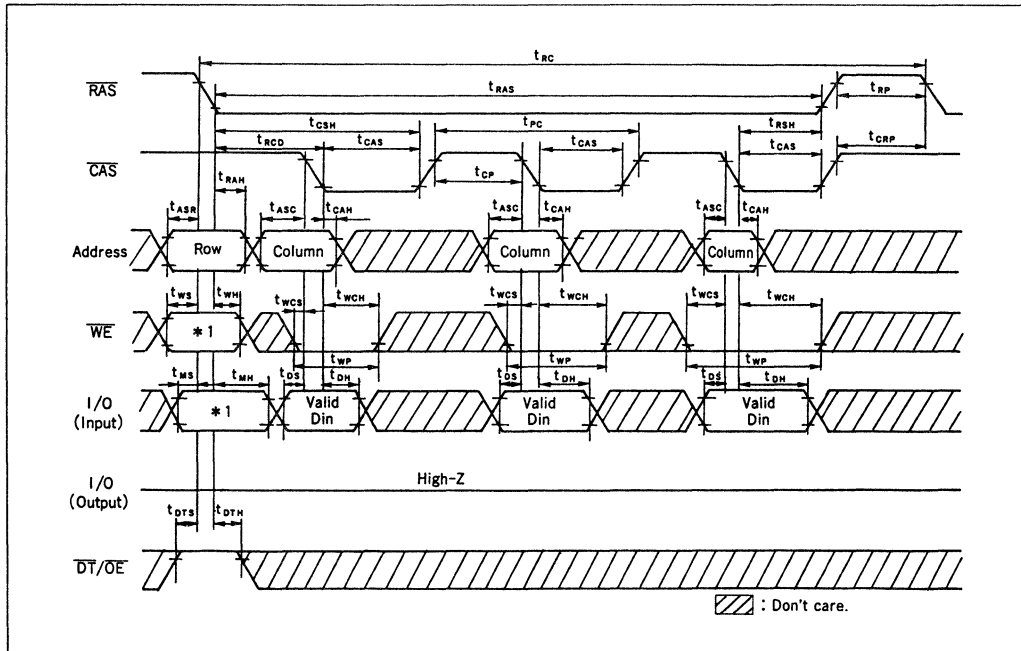 tRC
RAS
tRAS
tRP
tCSH
tPC
tRSH
tRCD
tCAS
tCAS
tCAS
tCRP
CAS
tCP
tRAH
tASR
tASC
tCAH
tASC
tCAH
tASC
tCAH
Address
Row
Column
Column
Column
tWS
tWH
tWCS
tWCH
tWCS
tWCH
tWCS
tWCH
WE
*1
tWP
tWP
tWP
tMS
tMH
tDS
tDH
tDS
tDH
tDS
tDH
I/O
(Input)
*1
Valid
Din
Valid
Din
Valid
Din
I/O
(Output)
High-Z
tDTS
tDTH
DT/OE
: Don't care.